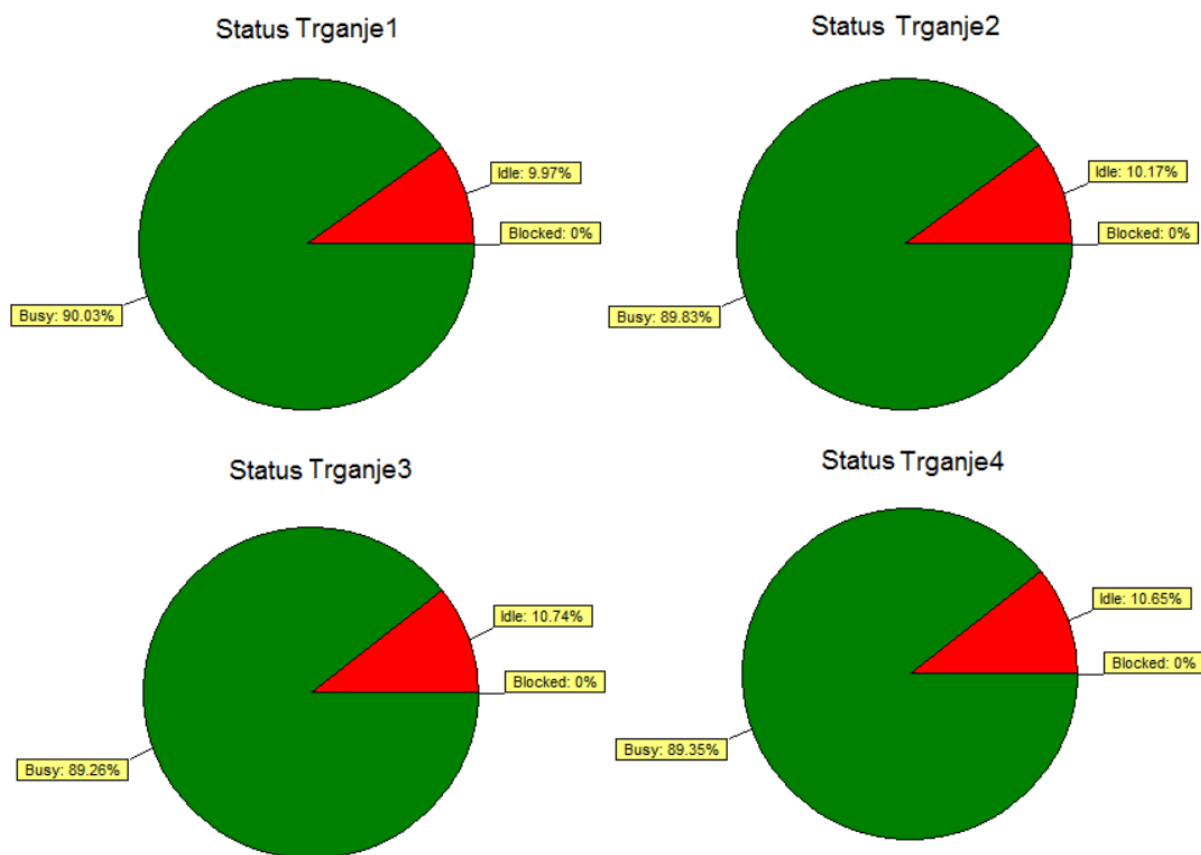 Status Trganje1
Idle: 9.97%
Blocked: 0%
Busy: 90.03%
Status Trganje2
Idle: 10.17%
Blocked: 0%
Busy: 89.83%
Status Trganje3
Idle: 10.74%
Blocked: 0%
Busy: 89.26%
Status Trganje4
Idle: 10.65%
Blocked: 0%
Busy: 89.35%